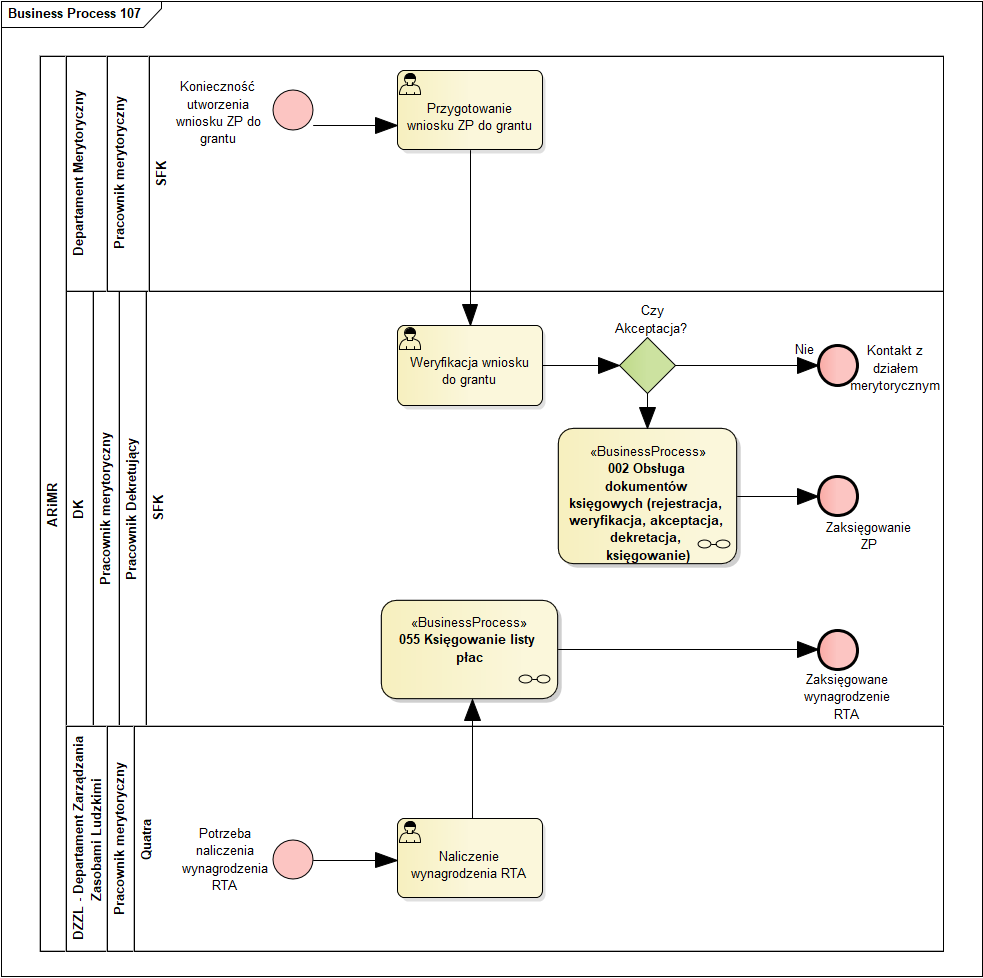 Business Process 107
ARiMR
Departament Merytoryczny
Pracownik merytoryczny
SFK
Konieczność
utworzenia
wniosku ZP do
grantu
Przygotowanie
wniosku ZP do grantu
DK
Pracownik merytoryczny
Pracownik Dekretujący
SFK
Weryfikacja wniosku
do grantu
Czy
Akceptacja?
Nie
Kontakt z
działem
merytorycznym
«BusinessProcess»
002 Obsługa
dokumentów
księgowych (rejestracja,
weryfikacja, akceptacja,
dekretacja,
księgowanie)
Zaksięgowanie
ZP
«BusinessProcess»
055 Księgowanie listy
płac
Zaksięgowane
wynagrodzenie
RTA
DZZL - Departament Zarządzania
Zasobami Ludzkimi
Pracownik merytoryczny
Quatra
Potrzeba
naliczenia
wynagrodzenia
RTA
Naliczenie
wynagrodzenia RTA